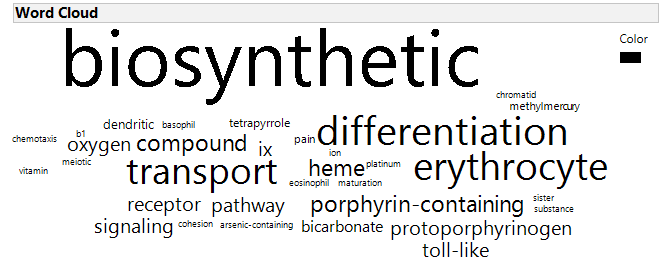 Word Cloud
biosynthetic
Color
chromatid
methylmercury
dendritic basophil tetrapyrrole
chemotaxis b1 pain differentiation
oxygen compound ix
ion
meiotic
vitamin transport heme platinum erythrocyte
eosinophil maturation
receptor pathway porphyrin-containing sister
substance
signaling cohesion arsenic-containing bicarbonate protoporphyrinogen
toll-like